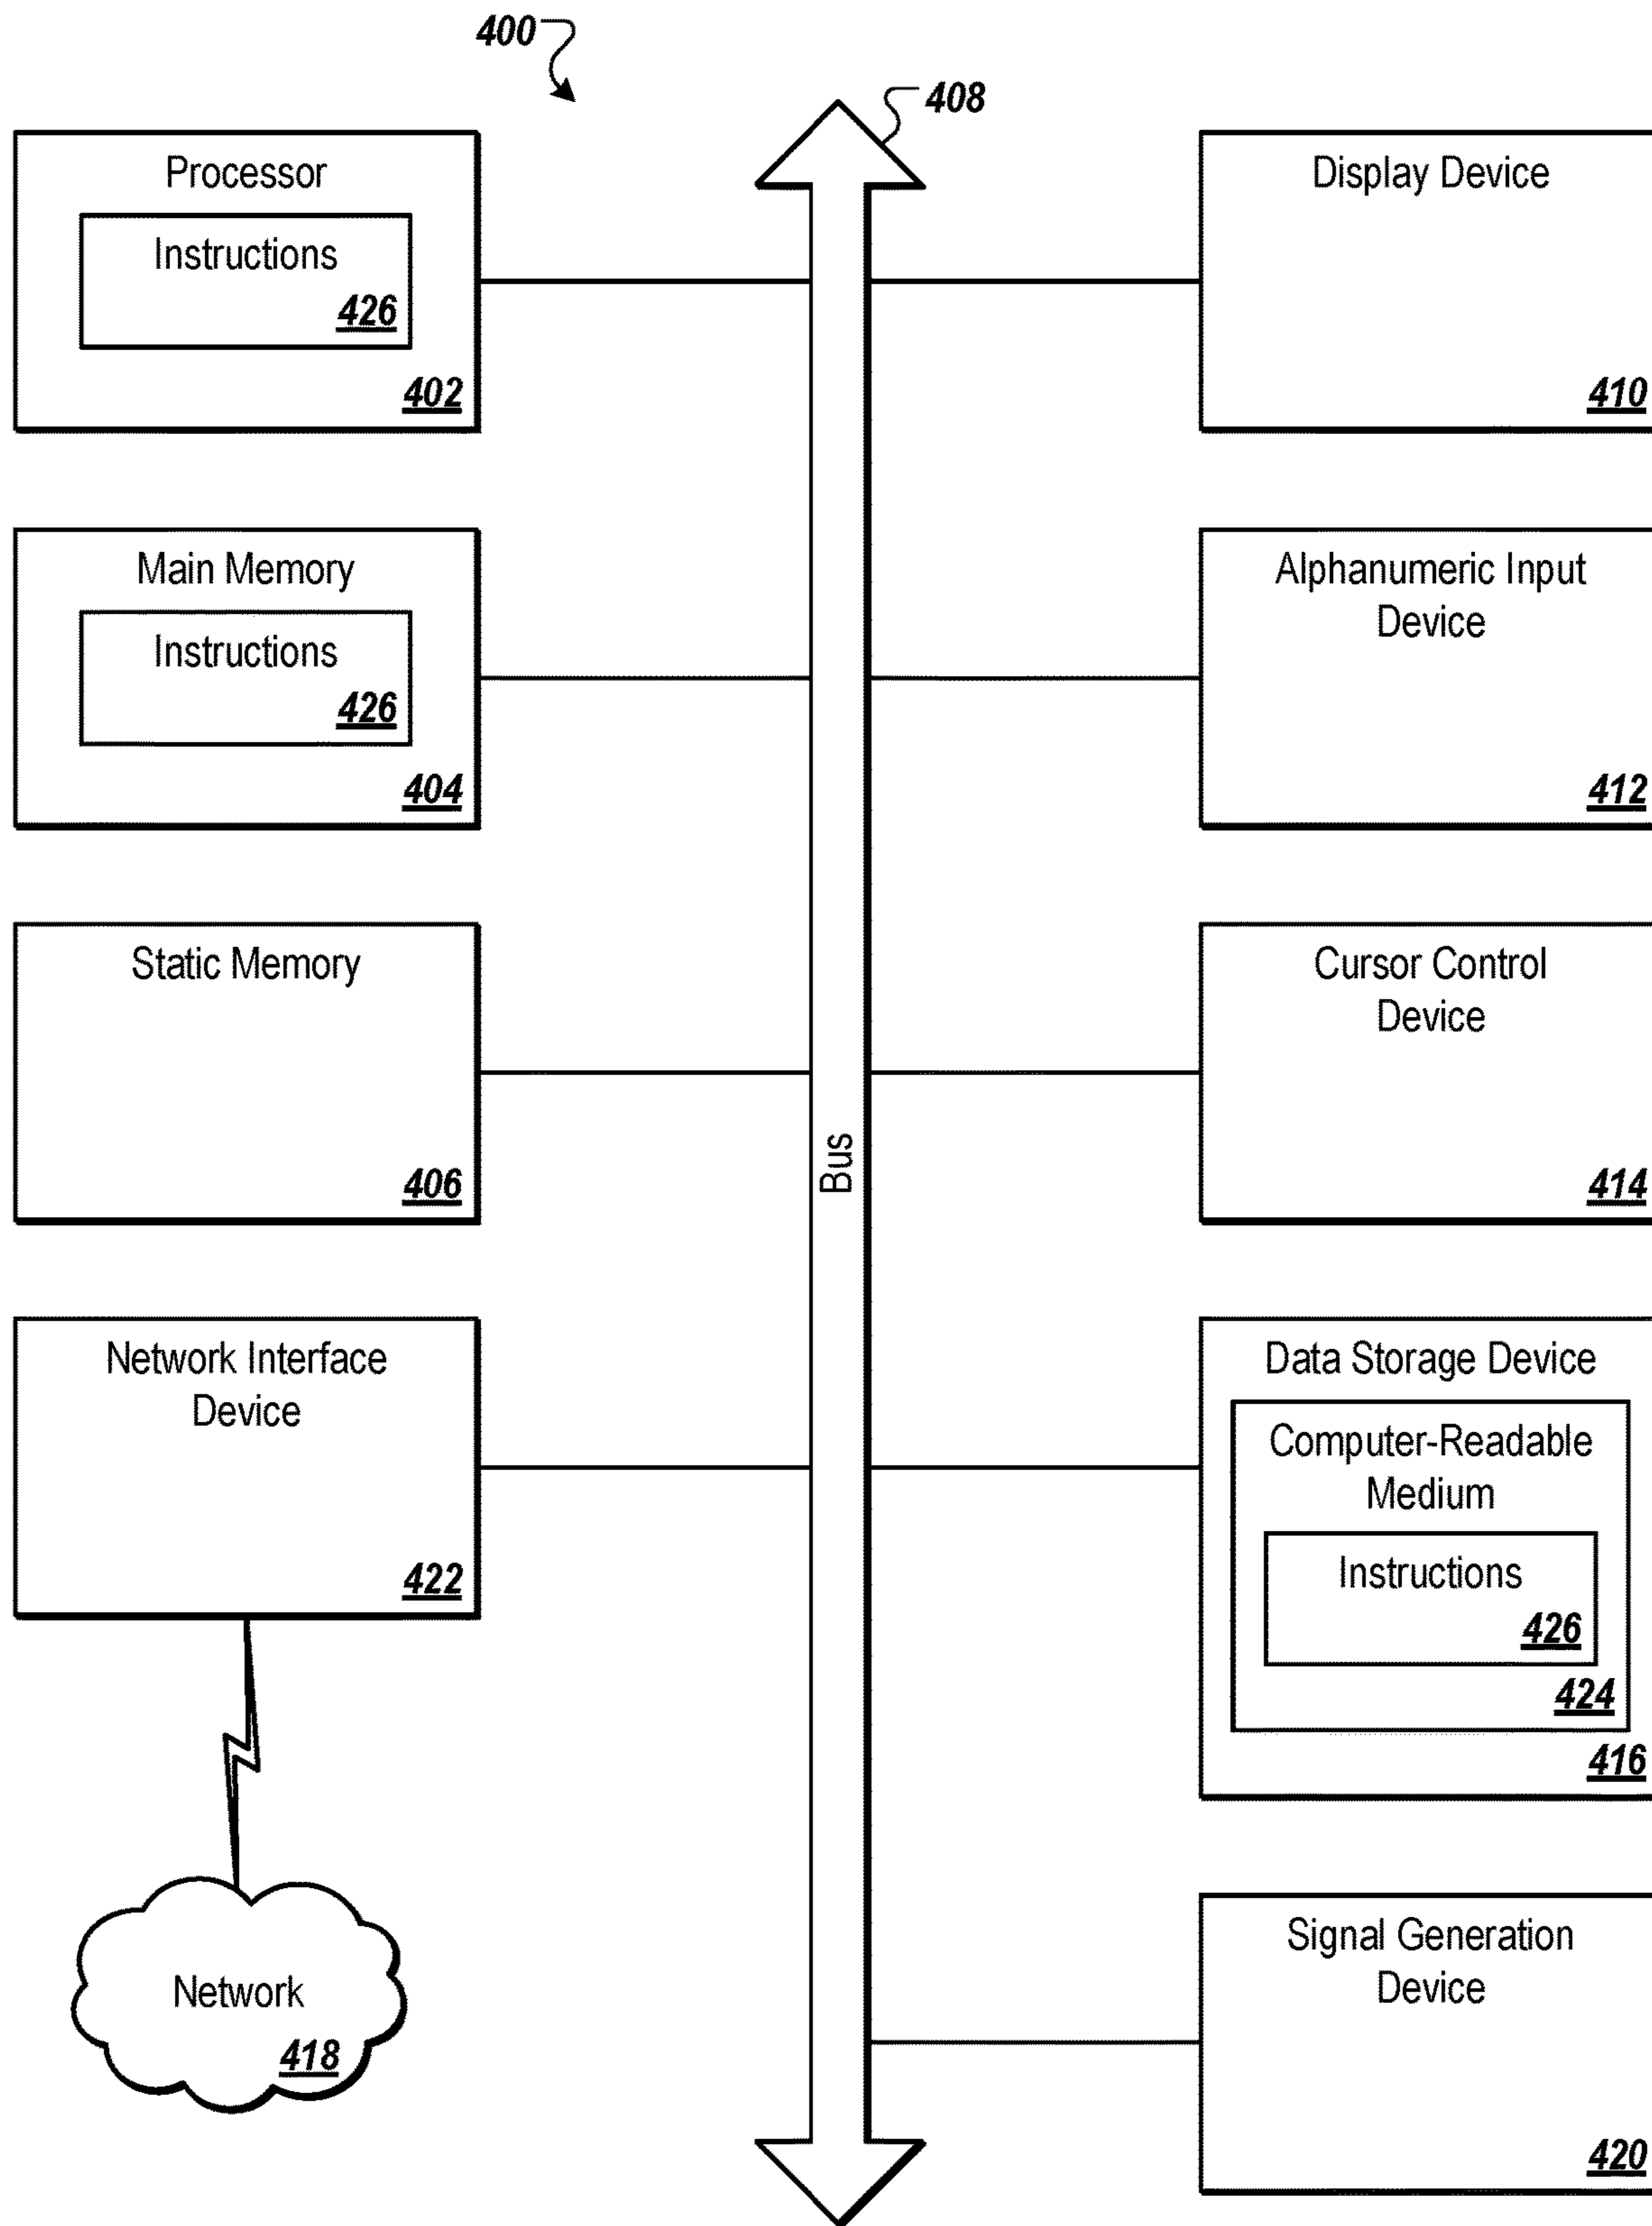 400
408
Processor
Instructions
426
402
Display Device
410
Main Memory
Instructions
426
404
Alphanumeric Input
Device
412
Static Memory
406
Cursor Control
Device
414
Bus
Network Interface
Device
422
Data Storage Device
Computer-Readable
Medium
Instructions
426
424
416
Network
418
Signal Generation
Device
420